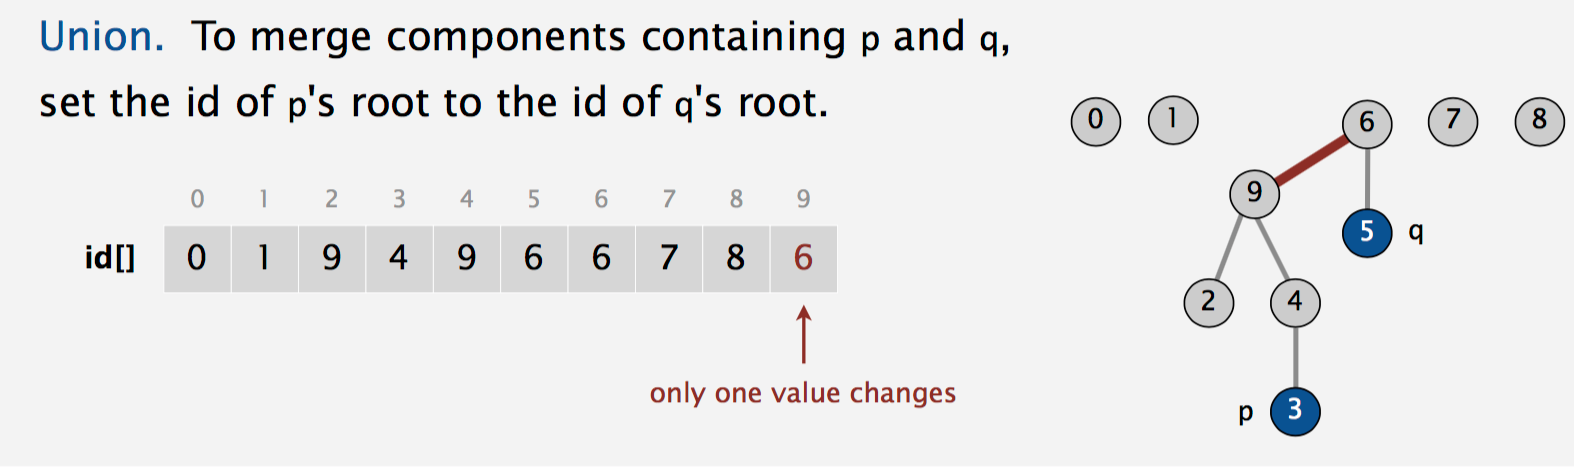 Union. To merge components containing p and q,
set the id of p's root to the id of q's root.
0 1 2 3 4 5 6 7 8 9
id[] 0 1 9 4 9 6 6 7 8 6
only one value changes
0 1 6 7 8
9
5 q
2 4
p 3